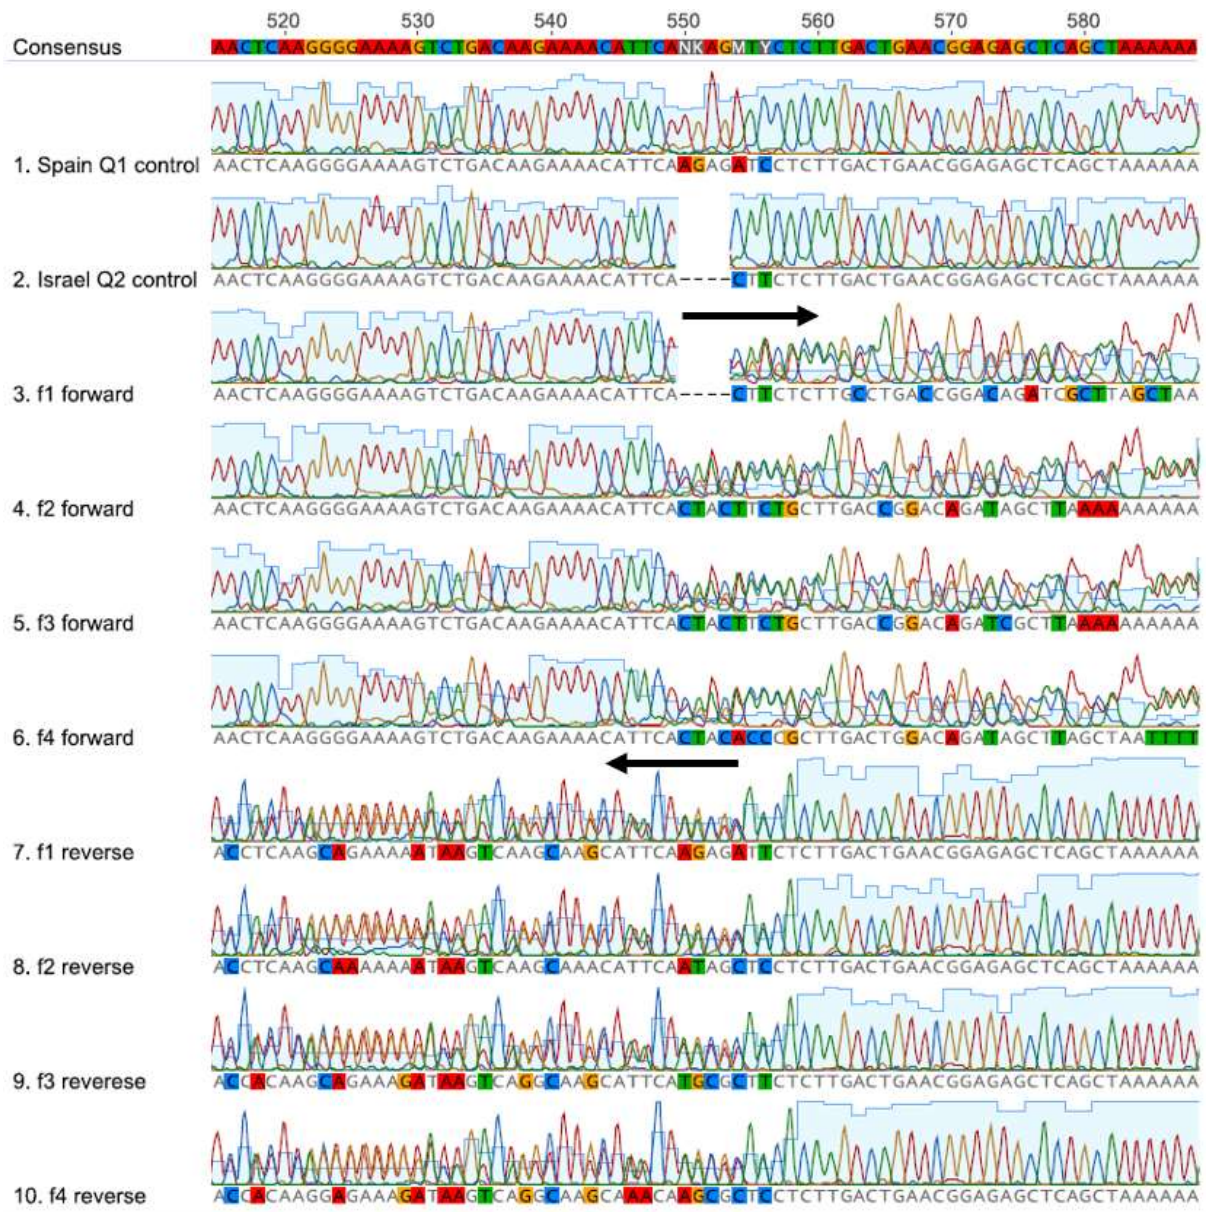 520 530 540 550 560 570 580
Consensus AACTCAAGGGGAAAAGTCTGACAAGAAAACATTCANKAGMTYCTCTTGACTGAACGGAGAGCTCAGCTAAAAAA
1. Spain Q1 control AACTCAAGGGGAAAAGTCTGACAAGAAAACATTCAAGAGATCCTCTTGACTGAACGGAGAGCTCAGCTAAAAAA
2. Israel Q2 control AACTCAAGGGGAAAAGTCTGACAAGAAAACATTCA----CTTCTCTTGACTGAACGGAGAGCTCAGCTAAAAAA
3. f1 forward AACTCAAGGGGAAAAGTCTGACAAGAAAACATTCA----CTTCTCTTGCCTGACCGGACAGATCGCTTAGCTAA
4. f2 forward AACTCAAGGGGAAAAGTCTGACAAGAAAACATTCACTACTTCTGCTTGACCGGACAGATAGCTTAAAAAAAAAA
5. f3 forward AACTCAAGGGGAAAAGTCTGACAAGAAAACATTCACTACTTCTGCTTGACCGGACAGATCGCTTAAAAAAAAAA
6. f4 forward AACTCAAGGGGAAAAGTCTGACAAGAAAACATTCACTACACCCGCTTGACTGGACAGATAGCTTAGCTAATTTT
7. f1 reverse ACCTCAAGCAGAAAAATAAGTCAAGCAAGCATTCAAGAGATTCTCTTGACTGAACGGAGAGCTCAGCTAAAAAA
8. f2 reverse ACCTCAAGCAAAAAAATAAGTCAAGCAAACATTCAATAGCTCCTCTTGACTGAACGGAGAGCTCAGCTAAAAAA
9. f3 reverese ACCACAAGCAGAAAGATAAGTCAGGCAAGCATTCATGCGCTTCTCTTGACTGAACGGAGAGCTCAGCTAAAAAA
10. f4 reverse ACCACAAGGAGAAAGATAAGTCAGGCAAGCAAACAAGCGCTCCTCTTGACTGAACGGAGAGCTCAGCTAAAAAA